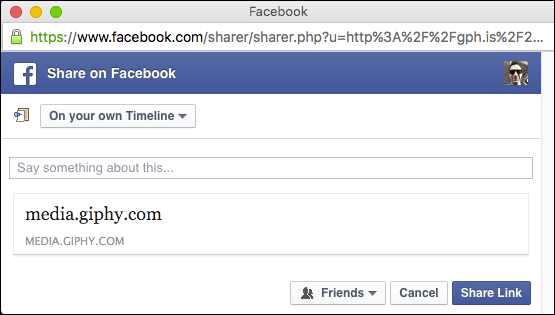 Facebook
https://www.facebook.com/sharer/sharer.php?u=http%3A%2F%2Fgph.is%2F2...
f Share on Facebook
On your own Timeline
Say something about this...
media.giphy.com
MEDIA.GIPHY.COM
Friends Cancel Share Link